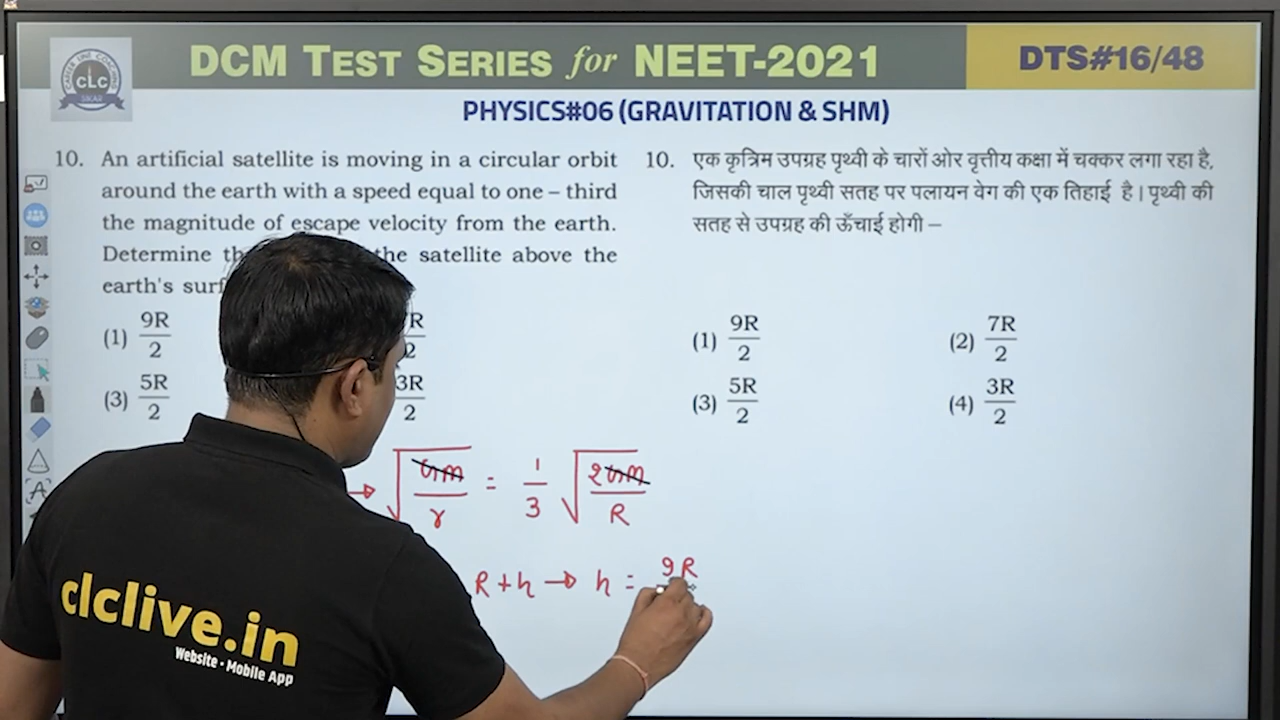 DCM TEST SERIES for NEET-2021
DTS#16/48
CAREER LINE COACHING
CLC
SIKAR
PHYSICS#06 (GRAVITATION & SHM)
10. An artificial satellite is moving in a circular orbit
around the earth with a speed equal to one – third
the magnitude of escape velocity from the earth.
Determine the satellite above the
earth's
(1) 9R/2
R/2
(3) 5R/2
3R/2
10. एक कृत्रिम उपग्रह पृथ्वी के चारों ओर वृत्तीय कक्षा में चक्कर लगा रहा है,
जिसकी चाल पृथ्वी सतह पर पलायन वेग की एक तिहाई है। पृथ्वी की
सतह से उपग्रह की ऊँचाई होगी –
(1) 9R/2 (2) 7R/2
(3) 5R/2 (4) 3R/2
→ √(Gm/r) = 1/3 √(2Gm/R)
R + h → h = 9R
clclive.in
Website • Mobile App